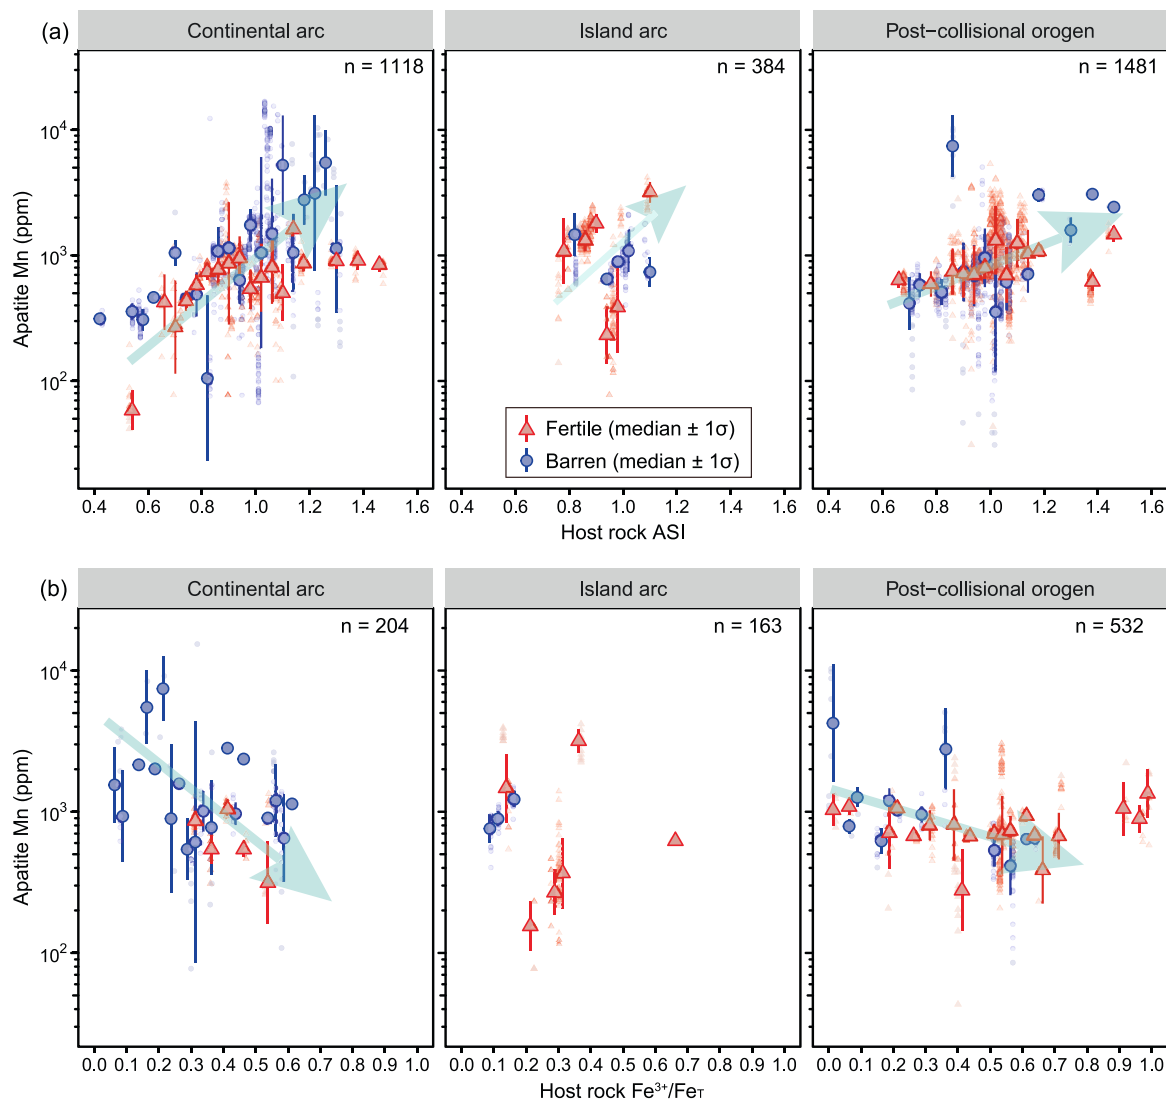 (a)
Continental arc
Island arc
Post−collisional orogen
n = 1118
n = 384
n = 1481
Apatite Mn (ppm)
10⁴
10³
10²
Fertile (median ± 1σ)
Barren (median ± 1σ)
0.4 0.6 0.8 1.0 1.2 1.4 1.6
0.4 0.6 0.8 1.0 1.2 1.4 1.6
0.4 0.6 0.8 1.0 1.2 1.4 1.6
Host rock ASI
(b)
Continental arc
Island arc
Post−collisional orogen
n = 204
n = 163
n = 532
Apatite Mn (ppm)
10⁴
10³
10²
0.0 0.1 0.2 0.3 0.4 0.5 0.6 0.7 0.8 0.9 1.0
0.0 0.1 0.2 0.3 0.4 0.5 0.6 0.7 0.8 0.9 1.0
0.0 0.1 0.2 0.3 0.4 0.5 0.6 0.7 0.8 0.9 1.0
Host rock Fe³⁺/Feᴛ